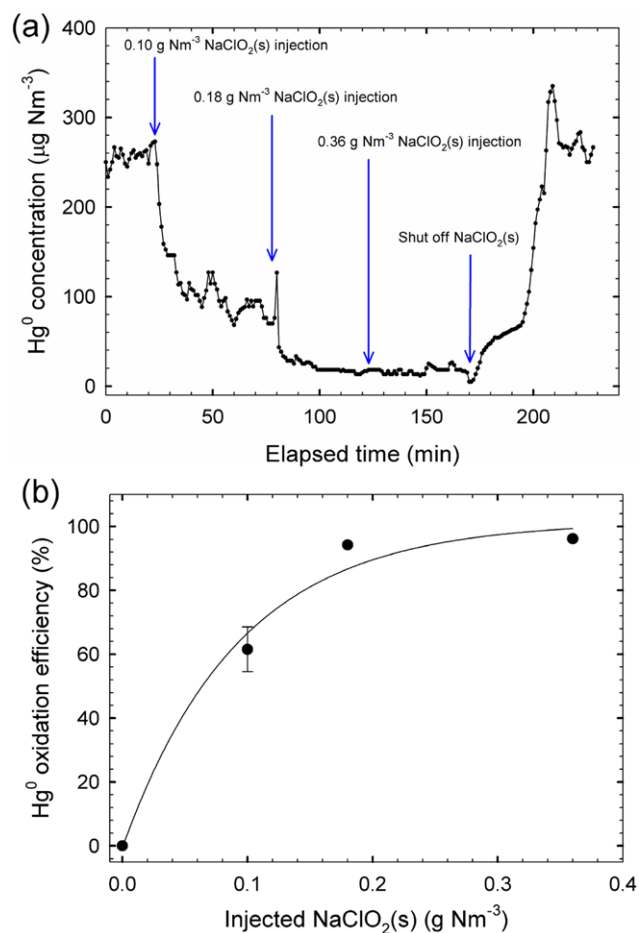 (a)
0.10 g Nm⁻³ NaClO₂(s) injection
0.18 g Nm⁻³ NaClO₂(s) injection
0.36 g Nm⁻³ NaClO₂(s) injection
Shut off NaClO₂(s)
Hg⁰ concentration (μg Nm⁻³)
400
300
200
100
0
0
50
100
150
200
Elapsed time (min)
(b)
Hg⁰ oxidation efficiency (%)
100
80
60
40
20
0
0.0
0.1
0.2
0.3
0.4
Injected NaClO₂(s) (g Nm⁻³)